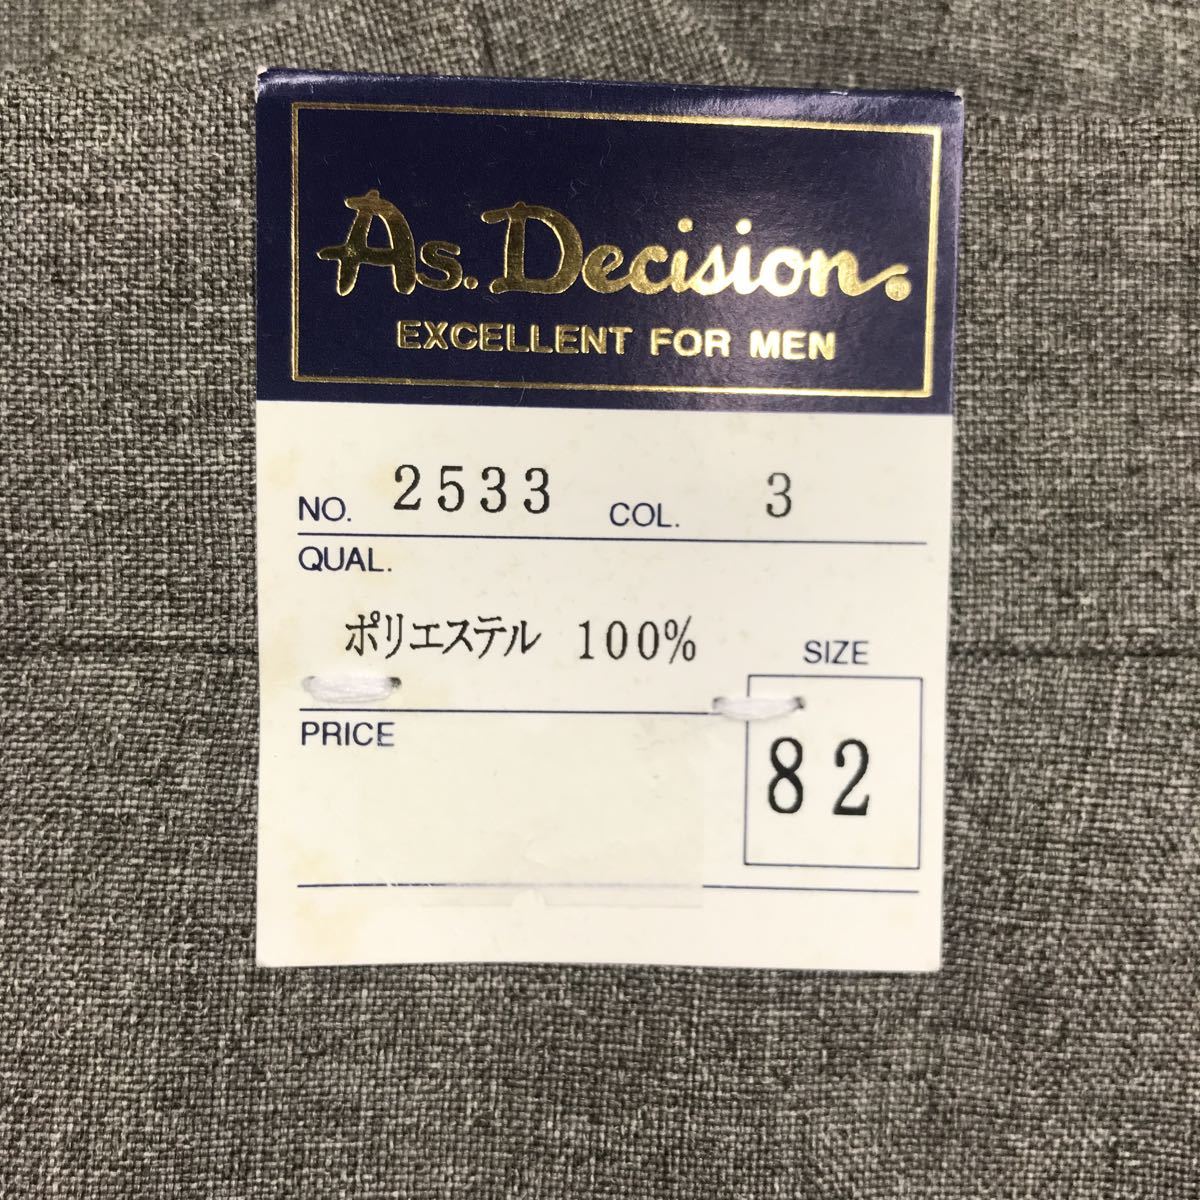 As. Decision.
EXCELLENT FOR MEN
NO. 2533 COL. 3
QUAL.
ポリエステル 100%
SIZE
PRICE
82